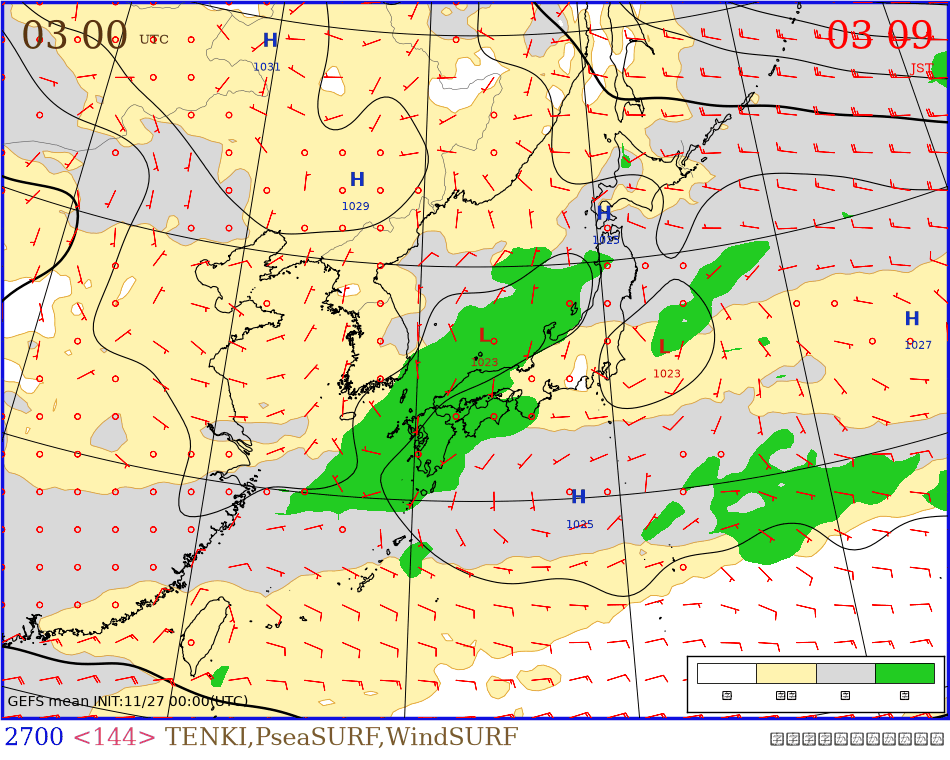 03 00 UTC
03 09
JST
H
1031
H
1029
H
1025
H
1027
L
1023
L
1023
H
1025
GEFS mean INIT:11/27 00:00(UTC)
2700 <144> TENKI,PseaSURF,WindSURF